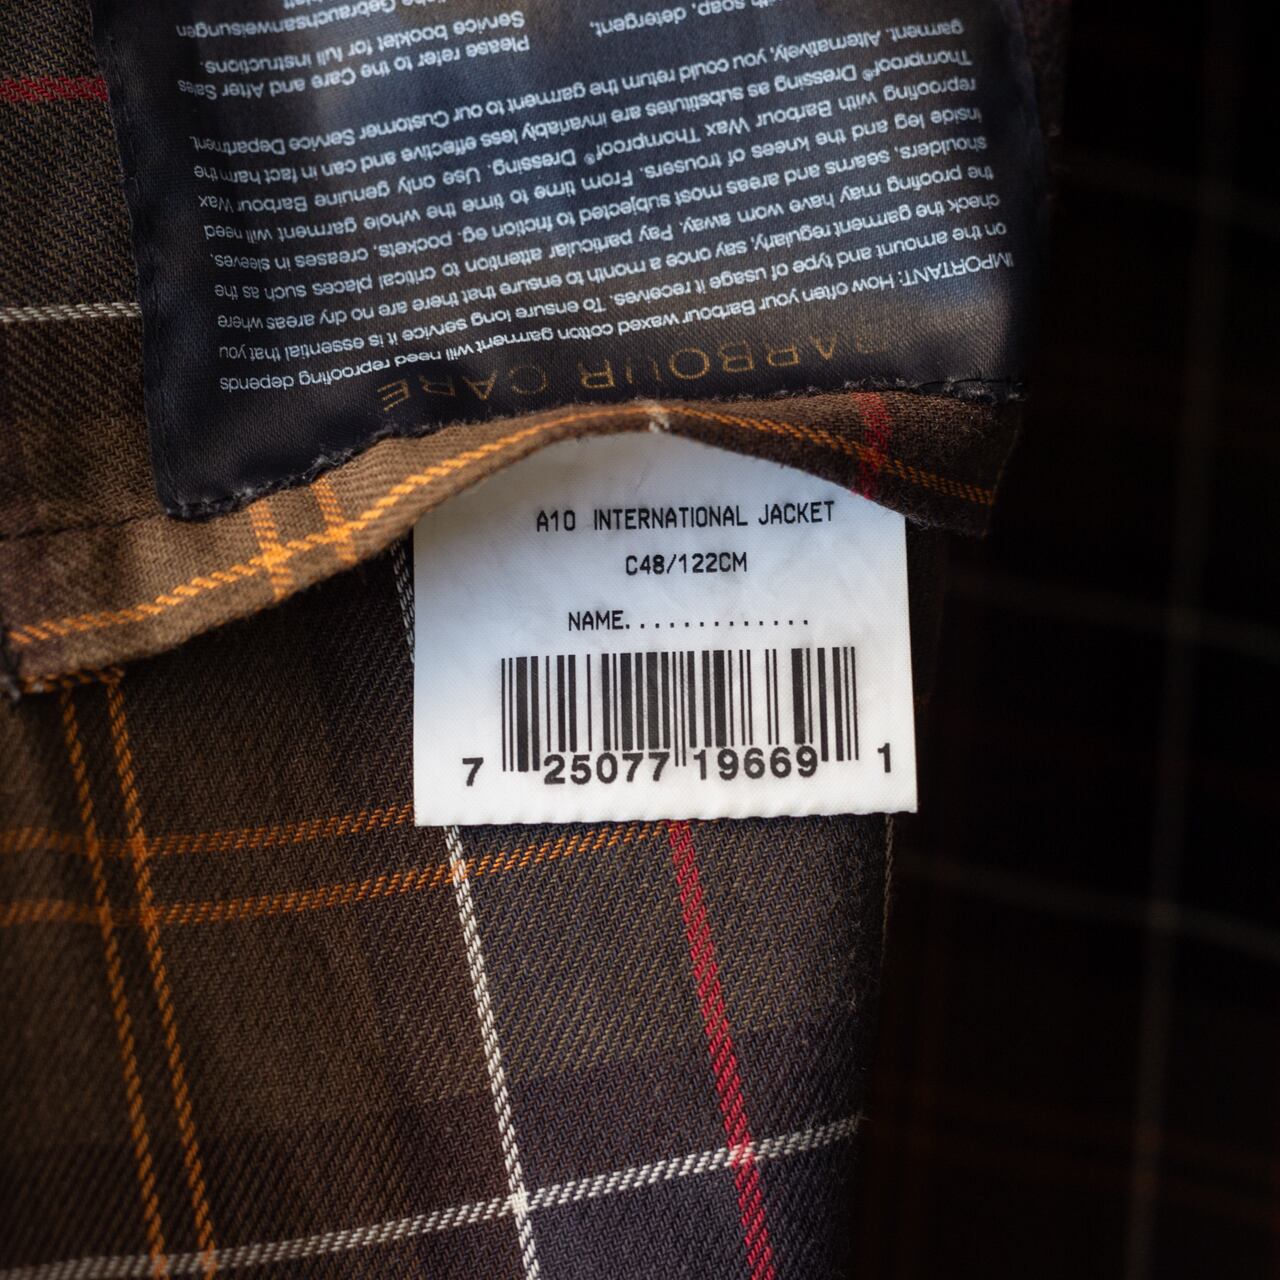 BARBOUR CARE
IMPORTANT: How often your Barbour waxed cotton garment will need reproofing depends
on the amount and type of usage it receives. To ensure long service it is essential that you
check the garment regularly, say, once a month to ensure that there are no dry areas where
the proofing may have worn away. Pay particular attention to critical places such as the
shoulders, seams and areas most subjected to friction eg. pockets, creases in sleeves,
inside leg and the knees of trousers. From time to time the whole garment will need
reproofing with Barbour Wax Thornproof® Dressing. Use only genuine Barbour Wax
Thornproof® Dressing as substitutes are invariably less effective and can in fact harm the
garment. Alternatively, you could return the garment to our Customer Service Department.
with soap, detergent,
Please refer to the Care and After Sales
Service booklet for full instructions.
Gebrauchsanweisungen
A10 INTERNATIONAL JACKET
C48/122CM
NAME.............
7 25077 19669 1